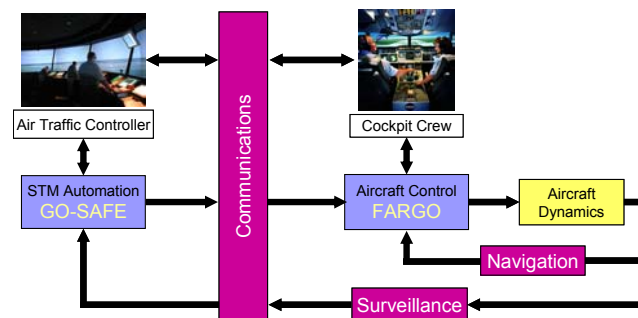 Air Traffic Controller
Communications
Cockpit Crew
STM Automation
GO-SAFE
Aircraft Control
FARGO
Aircraft
Dynamics
Navigation
Surveillance